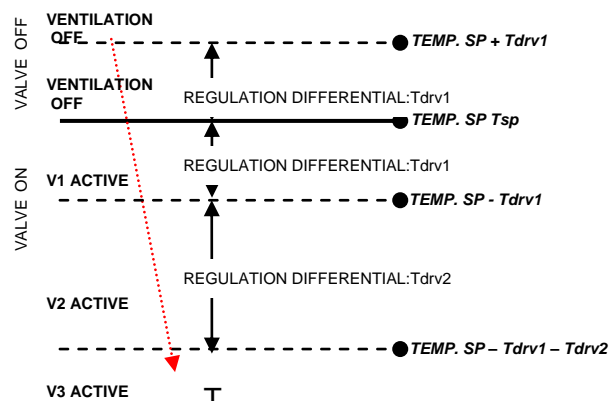 VENTILATION
OFF
TEMP. SP + Tdrv1
VALVE OFF
VENTILATION
OFF
REGULATION DIFFERENTIAL:Tdrv1
TEMP. SP Tsp
REGULATION DIFFERENTIAL:Tdrv1
V1 ACTIVE
TEMP. SP - Tdrv1
VALVE ON
REGULATION DIFFERENTIAL:Tdrv2
V2 ACTIVE
TEMP. SP – Tdrv1 – Tdrv2
V3 ACTIVE